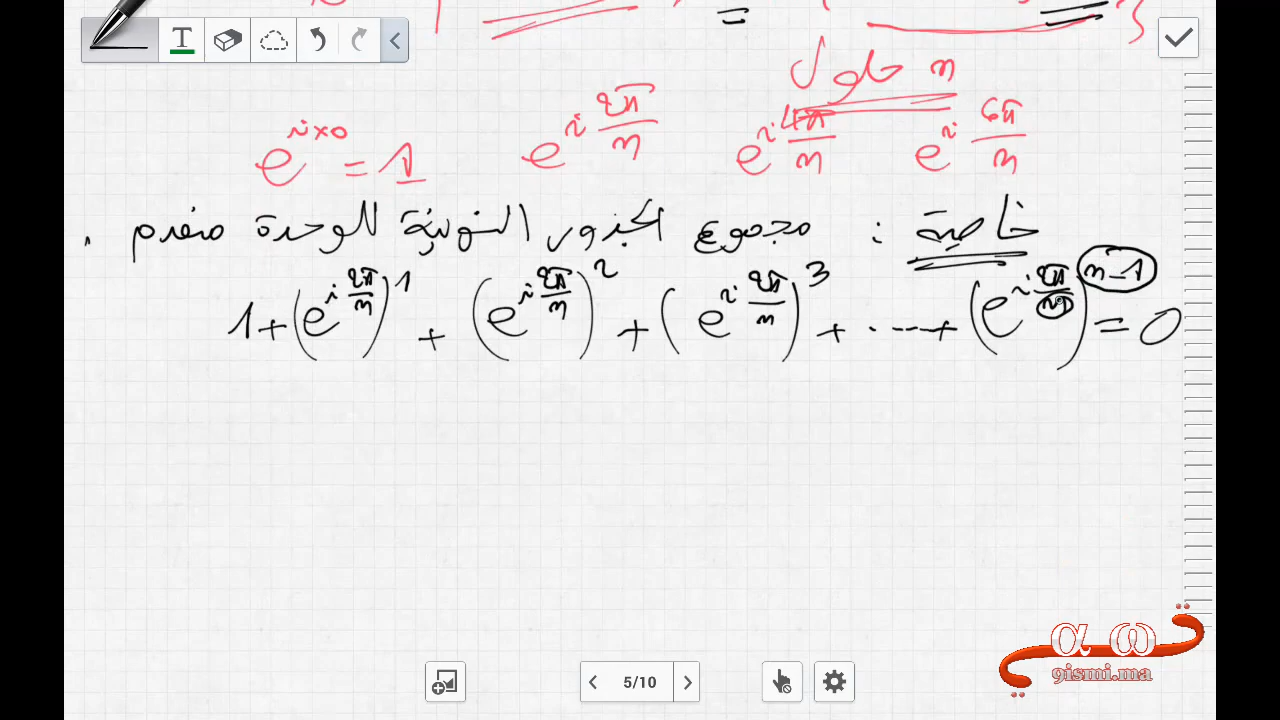 n حلول
e^{i×0} = 1 e^{i 2π/n} e^{i 4π/n} e^{i 6π/n}
خاصية : مجموع الجذور النونية للوحدة منعدم .
1 + (e^{i 2π/n})^1 + (e^{i 2π/n})^2 + (e^{i 2π/n})^3 + ..... + (e^{i 2π/n})^{n-1} = 0
5/10
α ω
9ismi.ma